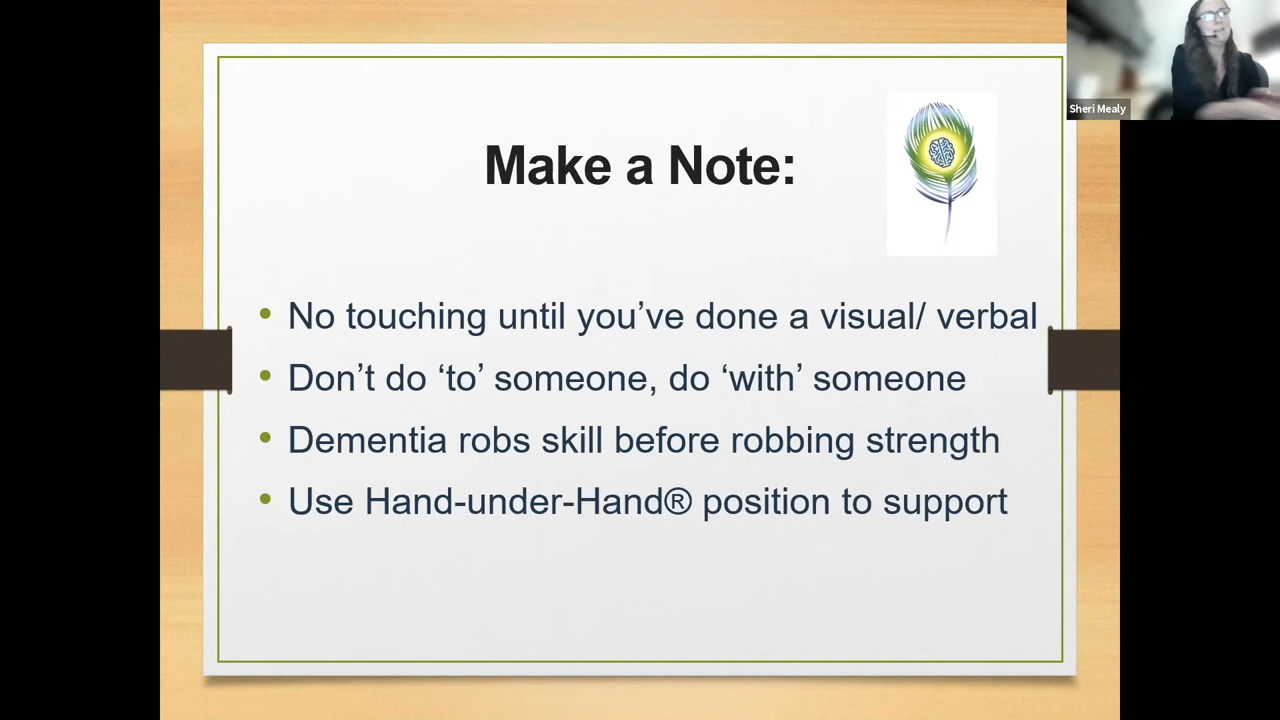 Sheri Mealy
Make a Note:
No touching until you’ve done a visual/ verbal
Don’t do ‘to’ someone, do ‘with’ someone
Dementia robs skill before robbing strength
Use Hand-under-Hand® position to support